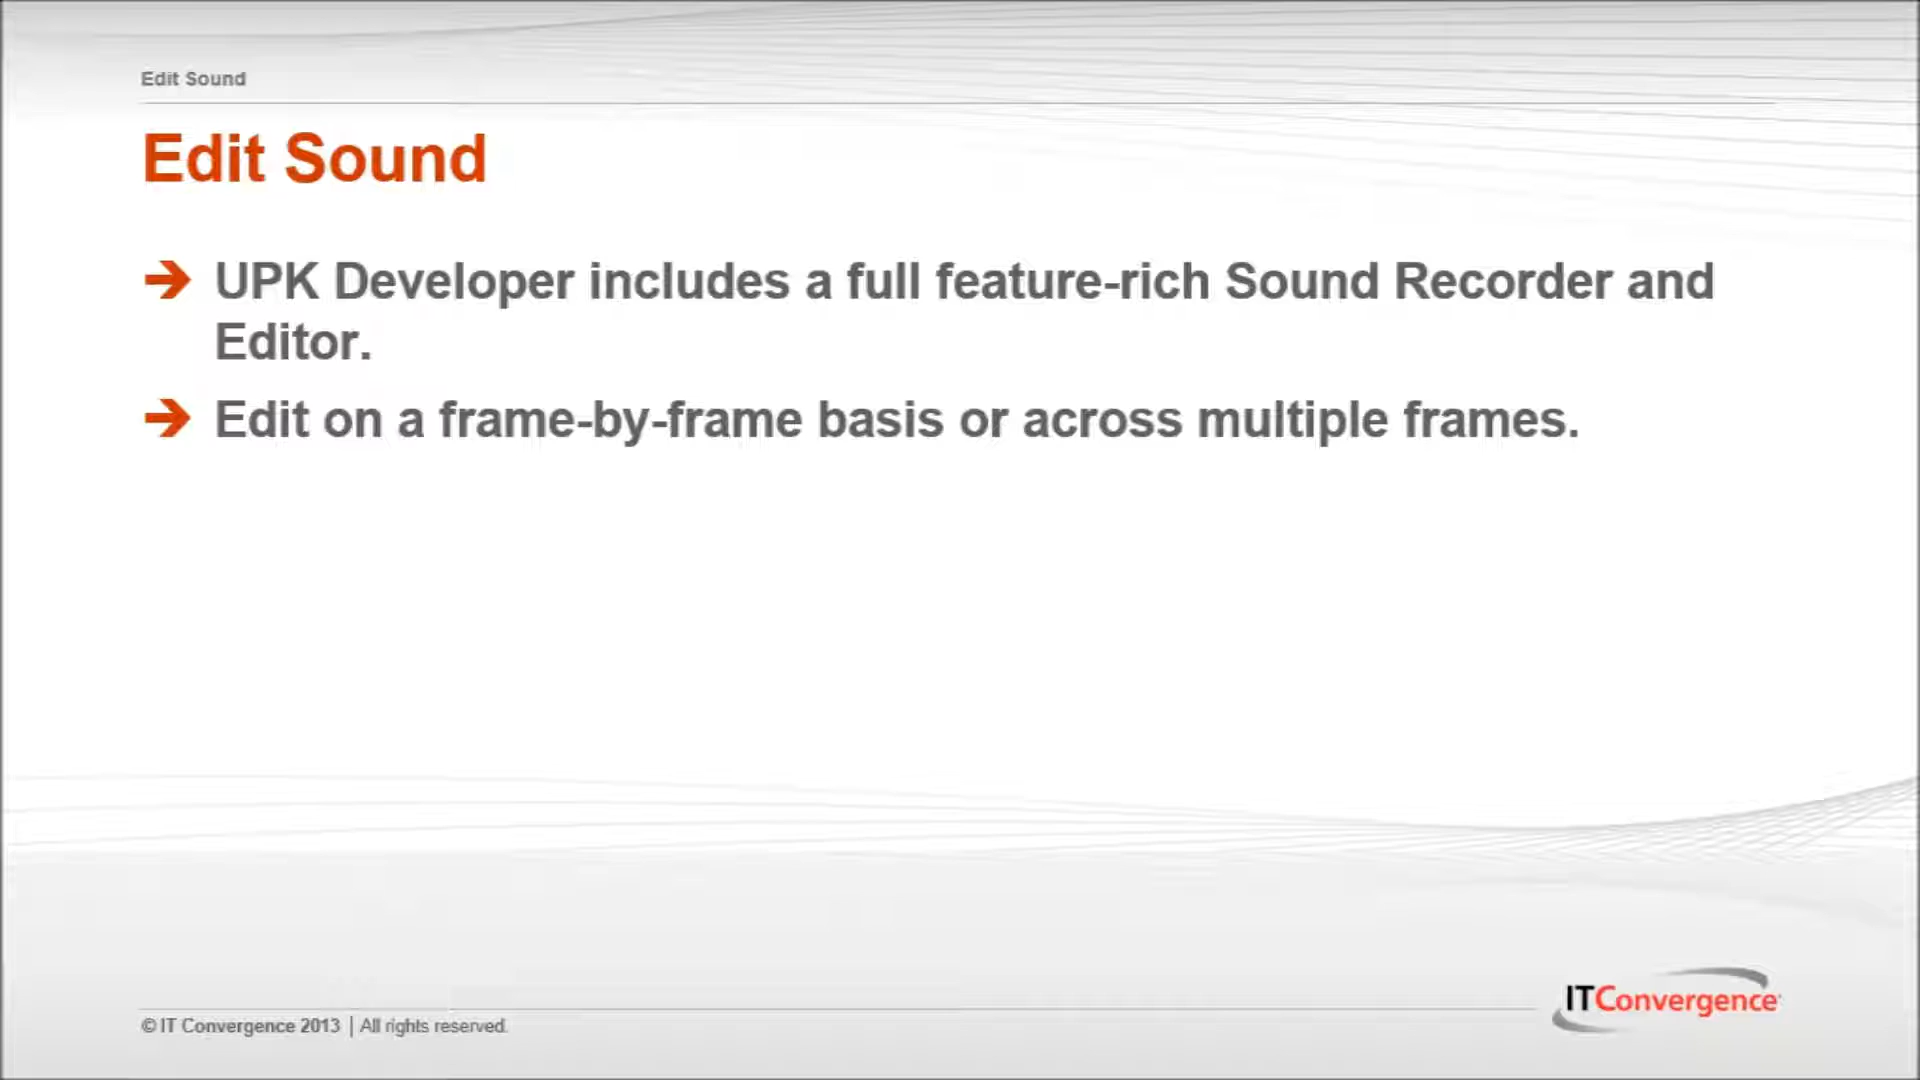 Edit Sound
Edit Sound
UPK Developer includes a full feature-rich Sound Recorder and
Editor.
Edit on a frame-by-frame basis or across multiple frames.
ITConvergence
© IT Convergence 2013 | All rights reserved.